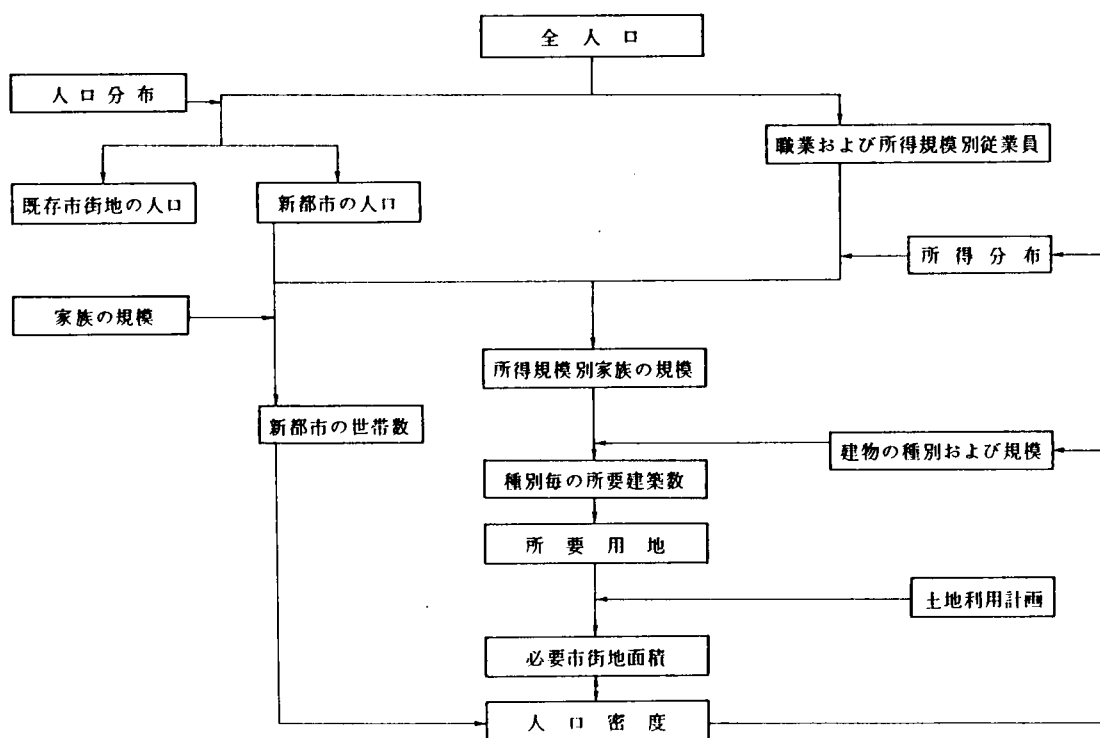 全人口
人口分布
職業および所得規模別従業員
既存市街地の人口
新都市の人口
所得分布
家族の規模
所得規模別家族の規模
新都市の世帯数
建物の種別および規模
種別毎の所要建築数
所要用地
土地利用計画
必要市街地面積
人口密度